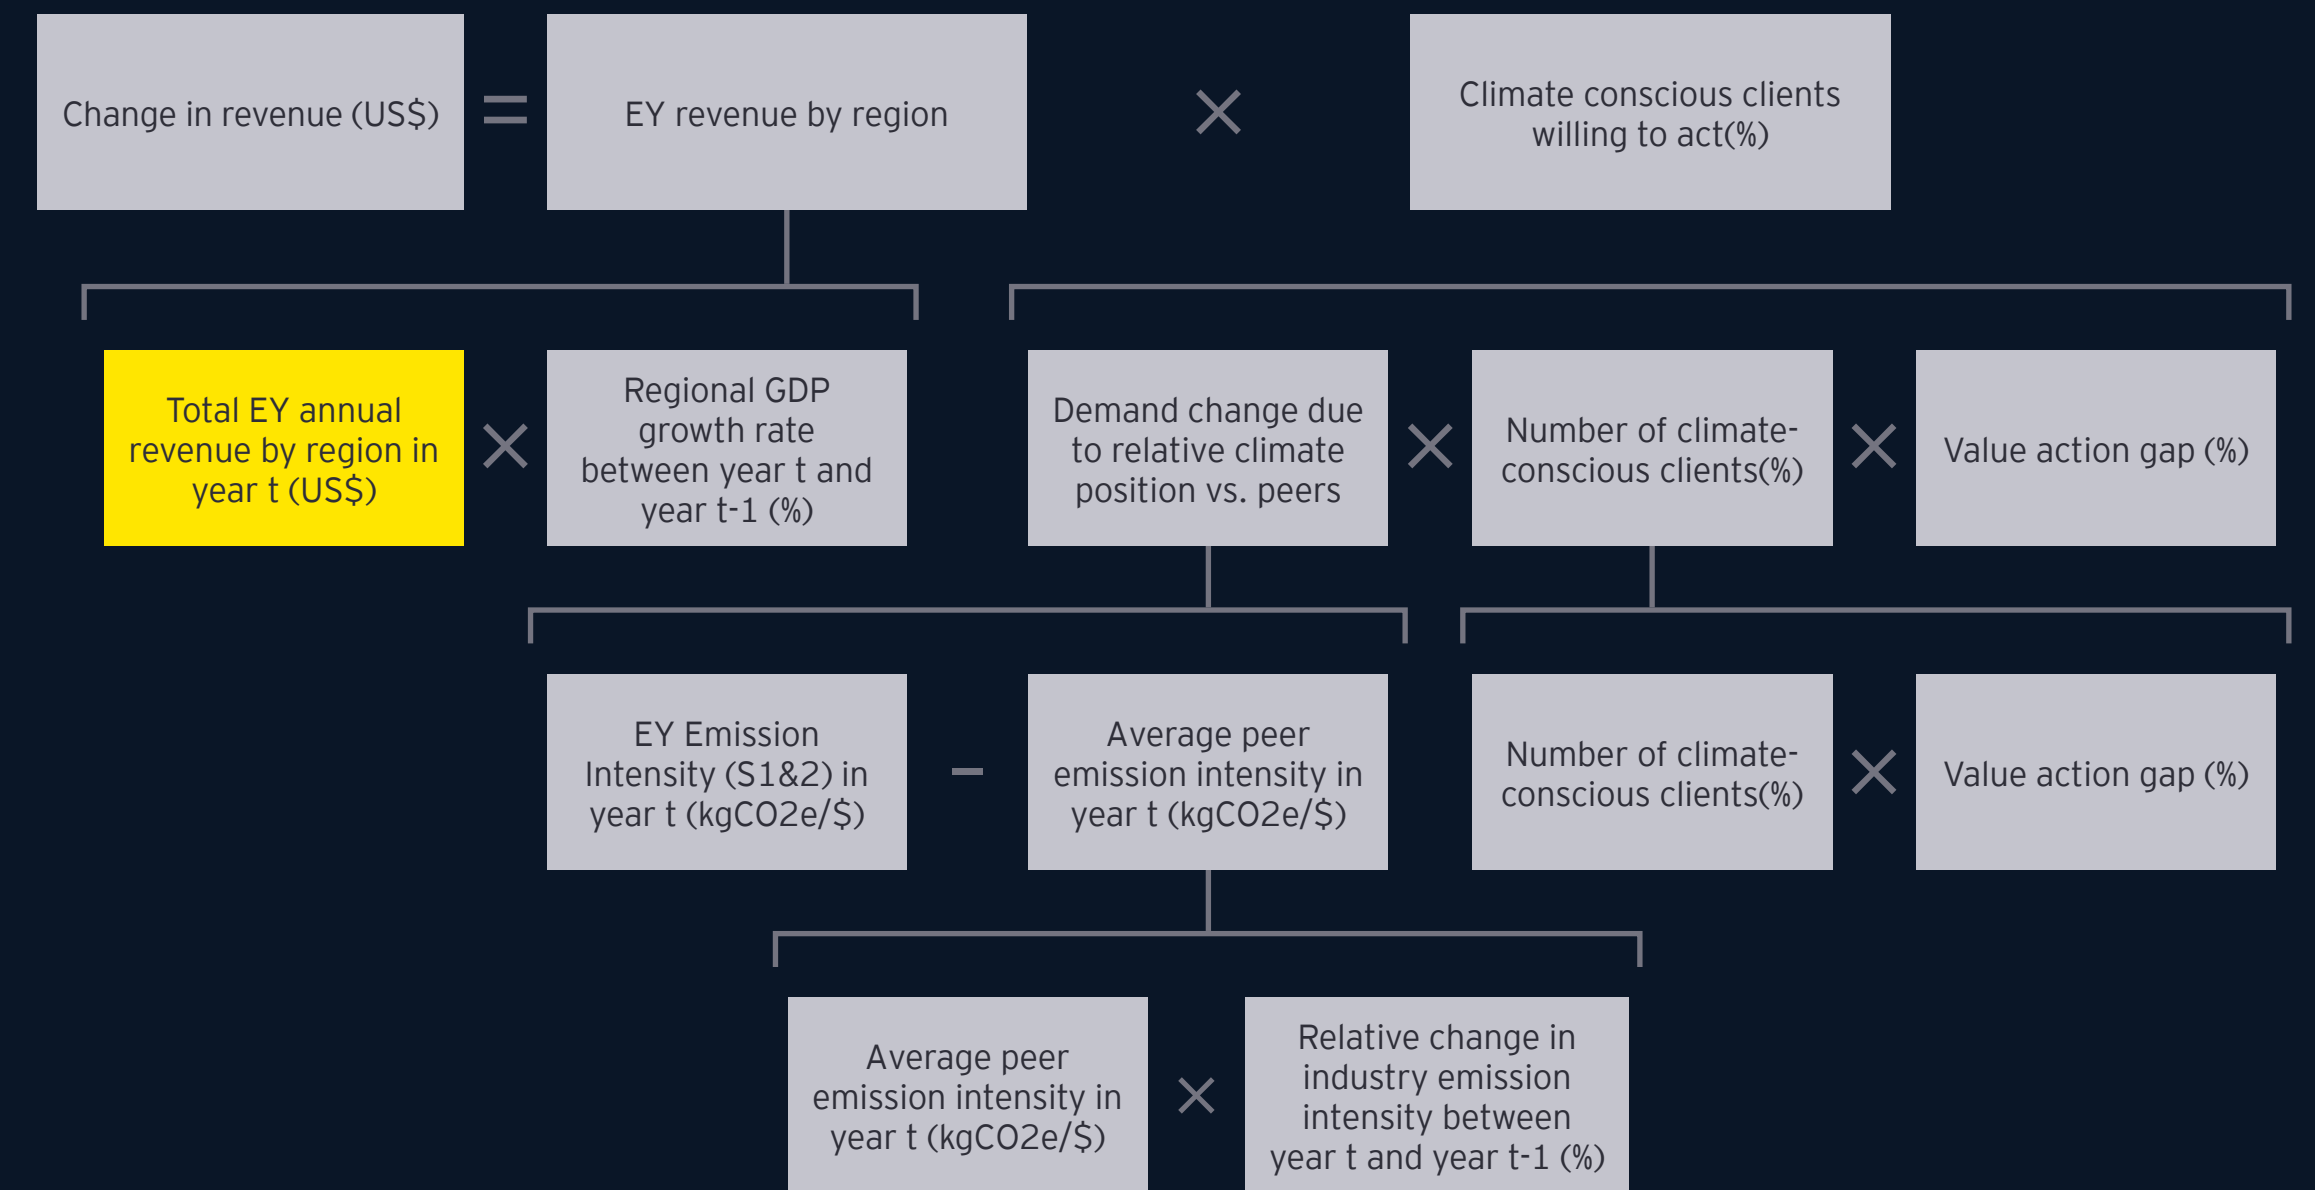 Change in revenue (US$)
=
EY revenue by region
×
Climate conscious clients
willing to act(%)
Total EY annual
revenue by region in
year t (US$)
×
Regional GDP
growth rate
between year t and
year t-1 (%)
Demand change due
to relative climate
position vs. peers
×
Number of climate-
conscious clients(%)
×
Value action gap (%)
EY Emission
Intensity (S1&2) in
year t (kgCO2e/$)
–
Average peer
emission intensity in
year t (kgCO2e/$)
Number of climate-
conscious clients(%)
×
Value action gap (%)
Average peer
emission intensity in
year t (kgCO2e/$)
×
Relative change in
industry emission
intensity between
year t and year t-1 (%)